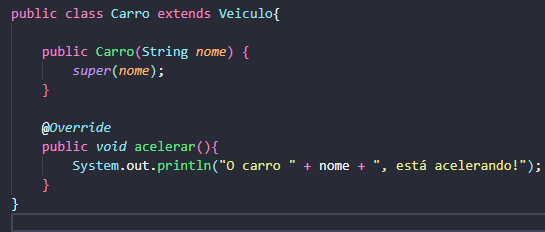 public class Carro extends Veiculo{
public Carro(String nome) {
super(nome);
}
@Override
public void acelerar(){
System.out.println("O carro " + nome + ", está acelerando!");
}
}